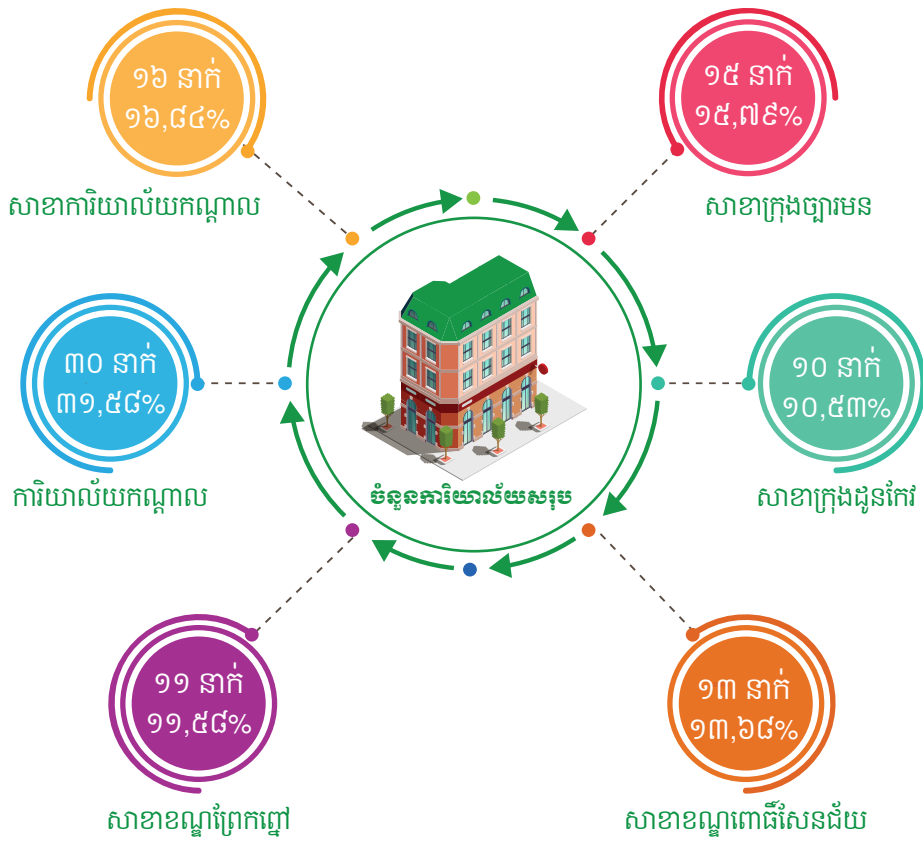 ១៦ នាក់
១៦,៨៤%
សាខាការិយាល័យកណ្តាល
១៥ នាក់
១៥,៧៩%
សាខាក្រុងច្បារមន
៣០ នាក់
៣១,៥៨%
ការិយាល័យកណ្តាល
១០ នាក់
១០,៥៣%
សាខាក្រុងដូនកែវ
ចំនួនការិយាល័យសរុប
១១ នាក់
១១,៥៨%
សាខាខណ្ឌព្រែកព្នៅ
១៣ នាក់
១៣,៦៨%
សាខាខណ្ឌពោធិ៍សែនជ័យ